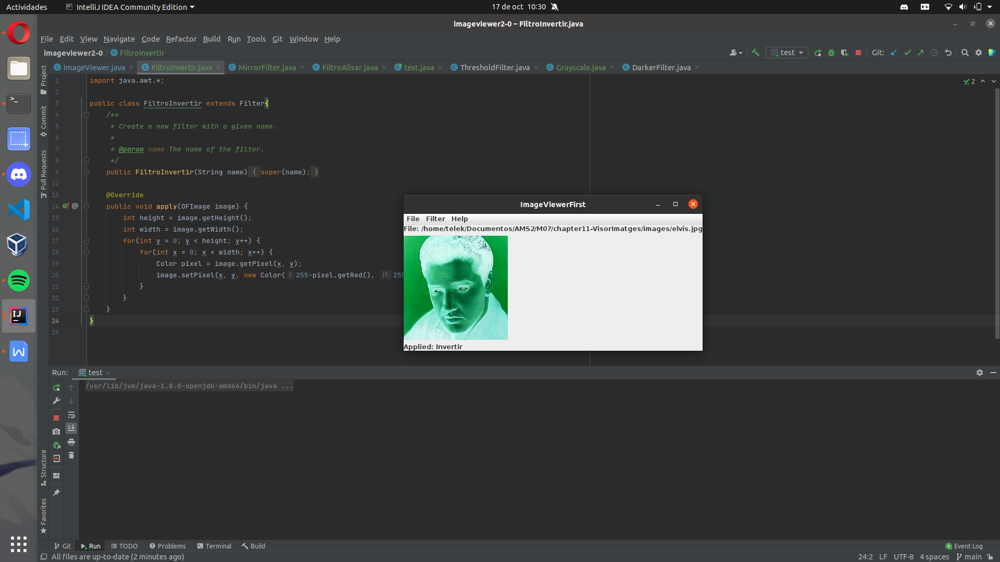 Actividades
IntelliJ IDEA Community Edition
17 de oct 10:30
imageviewer2-0 – FiltroInvertir.java
File Edit View Navigate Code Refactor Build Run Tools Git Window Help
imageviewer2-0 FiltroInvertir
test
Git:
ImageViewer.java FiltroInvertir.java MirrorFilter.java FiltroAlisar.java test.java ThresholdFilter.java Grayscale.java DarkerFilter.java
Project
Commit
Pull Requests
Structure
Favorites
2
1 import java.awt.*;
2
3 public class FiltroInvertir extends Filter{
4 /**
5 * Create a new filter with a given name.
6 *
7 * @param name The name of the filter.
8 */
9 public FiltroInvertir(String name) { super(name); }
12
13 @Override
14 @ public void apply(OFImage image) {
15 int height = image.getHeight();
16 int width = image.getWidth();
17 for(int y = 0; y < height; y++) {
18 for(int x = 0; x < width; x++) {
19 Color pixel = image.getPixel(x, y);
20 image.setPixel(x, y, new Color( i: 255-pixel.getRed(), i1: 255
21 }
22 }
23 }
24 }
25
ImageViewerFirst
File Filter Help
File: /home/telek/Documentos/AMS2/M07/chapter11-VisorImatges/images/elvis.jpg
Applied: Invertir
Run: test
/usr/lib/jvm/java-1.8.0-openjdk-amd64/bin/java ...
Git Run TODO Problems Terminal Build
1 Event Log
All files are up-to-date (2 minutes ago)
24:2 LF UTF-8 4 spaces main